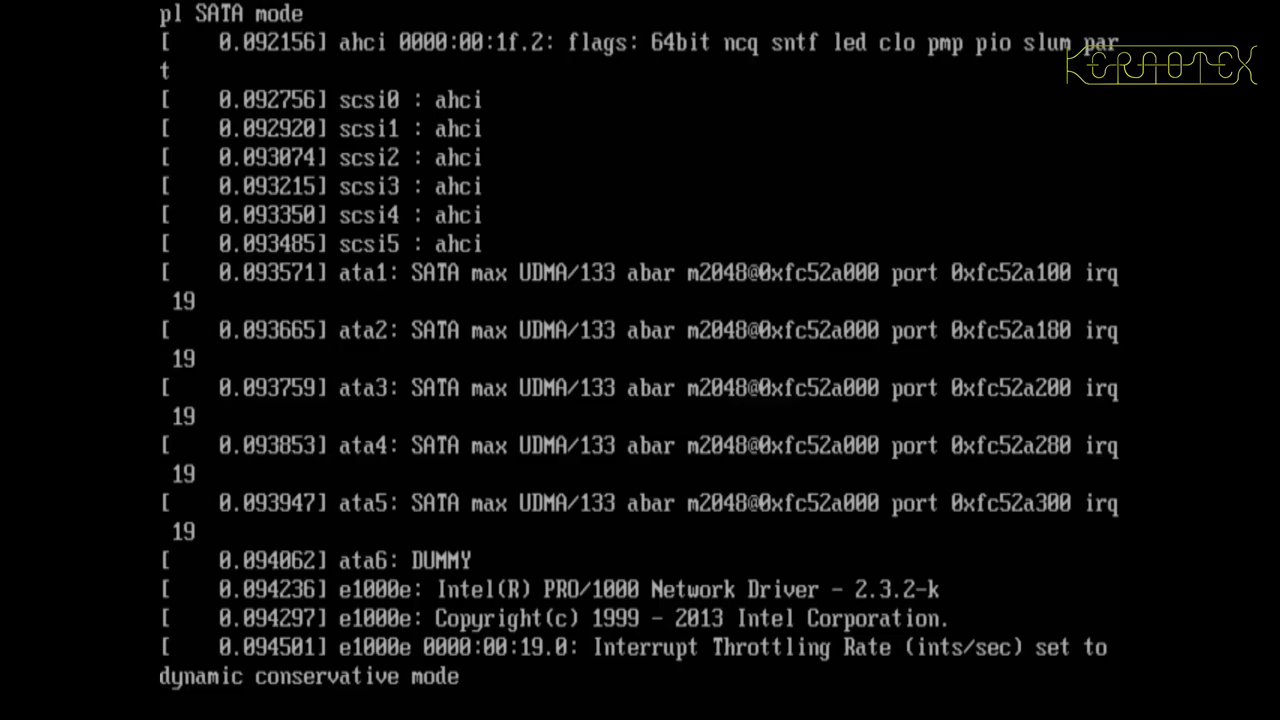 pl SATA mode
[    0.092156] ahci 0000:00:1f.2: flags: 64bit ncq sntf led clo pmp pio slum par
t
KERNOTEX
[    0.092756] scsi0 : ahci
[    0.092920] scsi1 : ahci
[    0.093074] scsi2 : ahci
[    0.093215] scsi3 : ahci
[    0.093350] scsi4 : ahci
[    0.093485] scsi5 : ahci
[    0.093571] ata1: SATA max UDMA/133 abar m2048@0xfc52a000 port 0xfc52a100 irq
 19
[    0.093665] ata2: SATA max UDMA/133 abar m2048@0xfc52a000 port 0xfc52a180 irq
 19
[    0.093759] ata3: SATA max UDMA/133 abar m2048@0xfc52a000 port 0xfc52a200 irq
 19
[    0.093853] ata4: SATA max UDMA/133 abar m2048@0xfc52a000 port 0xfc52a280 irq
 19
[    0.093947] ata5: SATA max UDMA/133 abar m2048@0xfc52a000 port 0xfc52a300 irq
 19
[    0.094062] ata6: DUMMY
[    0.094236] e1000e: Intel(R) PRO/1000 Network Driver - 2.3.2-k
[    0.094297] e1000e: Copyright(c) 1999 - 2013 Intel Corporation.
[    0.094501] e1000e 0000:00:19.0: Interrupt Throttling Rate (ints/sec) set to
dynamic conservative mode